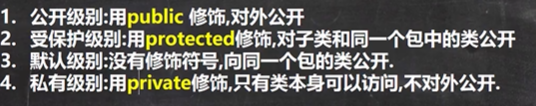 1. 公开级别:用public 修饰,对外公开
2. 受保护级别:用protected修饰,对子类和同一个包中的类公开
3. 默认级别:没有修饰符号,向同一个包的类公开.
4. 私有级别:用private修饰,只有类本身可以访问,不对外公开.